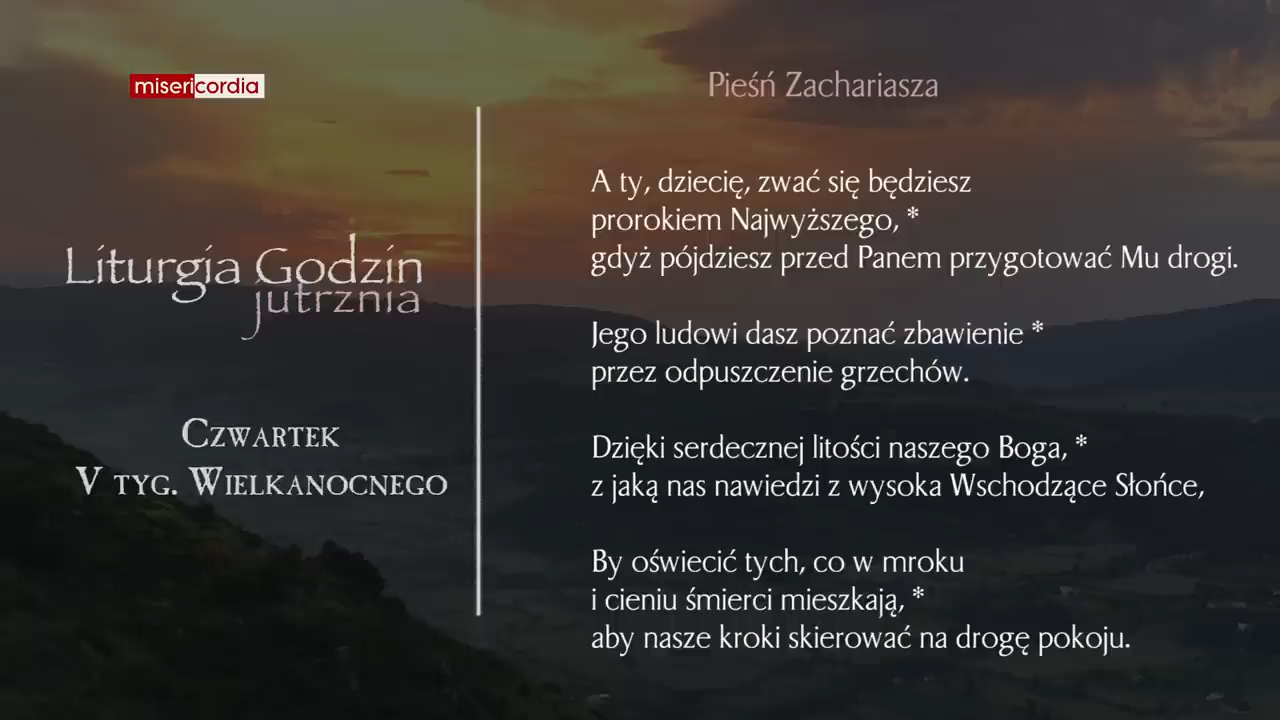 misericordia
Liturgia Godzin
jutrznia
Czwartek
V tyg. Wielkanocnego
Pieśń Zachariasza
A ty, dziecię, zwać się będziesz
prorokiem Najwyższego, *
gdyż pójdziesz przed Panem przygotować Mu drogi.
Jego ludowi dasz poznać zbawienie *
przez odpuszczenie grzechów.
Dzięki serdecznej litości naszego Boga, *
z jaką nas nawiedzi z wysoka Wschodzące Słońce,
By oświecić tych, co w mroku
i cieniu śmierci mieszkają, *
aby nasze kroki skierować na drogę pokoju.